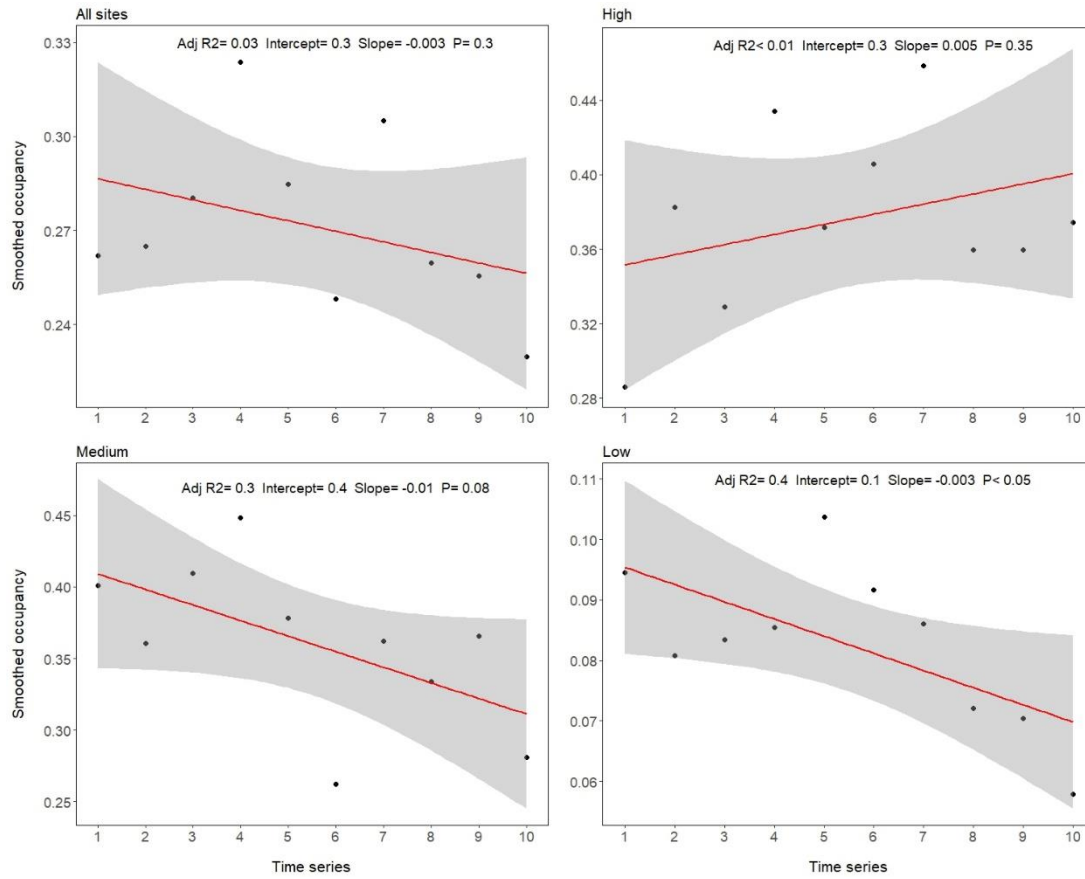 All sites
Adj R2= 0.03 Intercept= 0.3 Slope= -0.003 P= 0.3
Smoothed occupancy
0.33
0.30
0.27
0.24
1 2 3 4 5 6 7 8 9 10
High
Adj R2< 0.01 Intercept= 0.3 Slope= 0.005 P= 0.35
0.44
0.40
0.36
0.32
0.28
1 2 3 4 5 6 7 8 9 10
Medium
Adj R2= 0.3 Intercept= 0.4 Slope= -0.01 P= 0.08
Smoothed occupancy
0.45
0.40
0.35
0.30
0.25
1 2 3 4 5 6 7 8 9 10
Time series
Low
Adj R2= 0.4 Intercept= 0.1 Slope= -0.003 P< 0.05
0.11
0.10
0.09
0.08
0.07
0.06
1 2 3 4 5 6 7 8 9 10
Time series